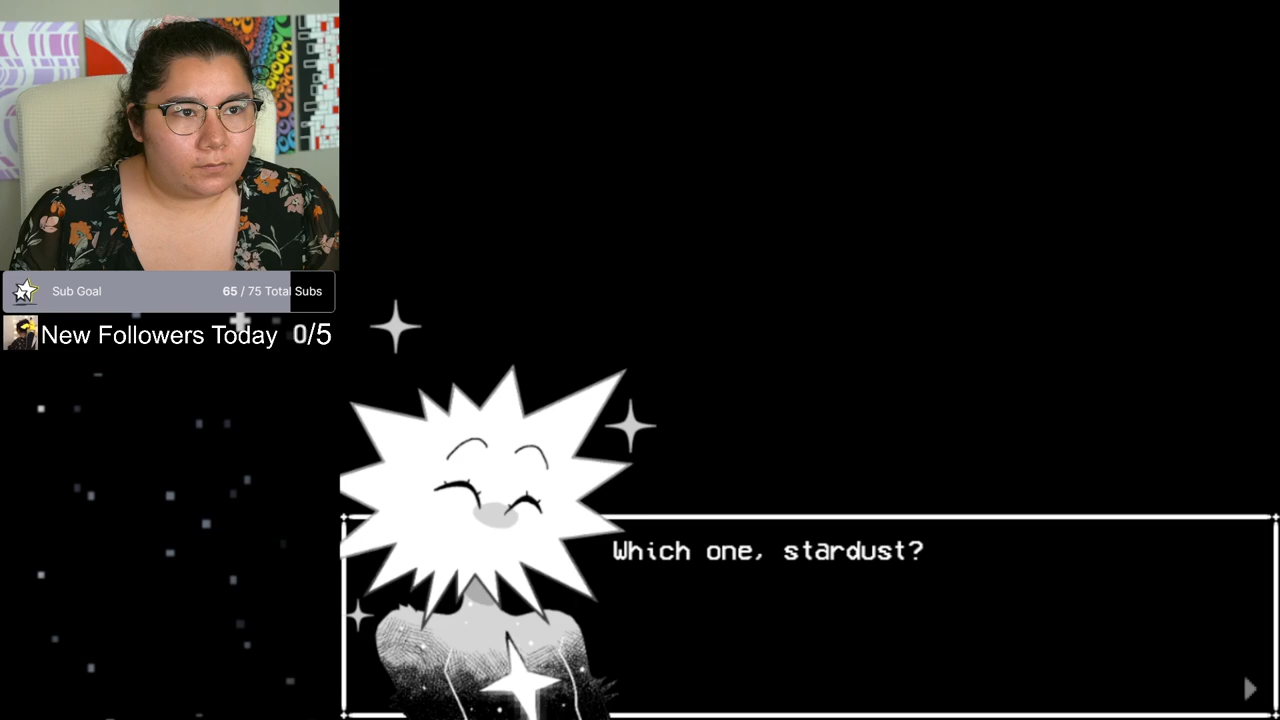 Sub Goal 65 / 75 Total Subs
New Followers Today 0/5
Which one, stardust?